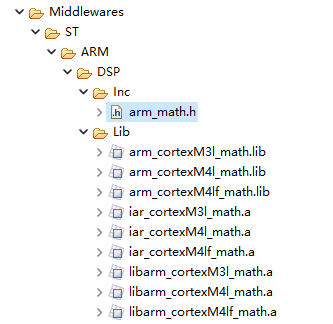 Middlewares
ST
ARM
DSP
Inc
.h arm_math.h
Lib
arm_cortexM3l_math.lib
arm_cortexM4l_math.lib
arm_cortexM4lf_math.lib
iar_cortexM3l_math.a
iar_cortexM4l_math.a
iar_cortexM4lf_math.a
libarm_cortexM3l_math.a
libarm_cortexM4l_math.a
libarm_cortexM4lf_math.a